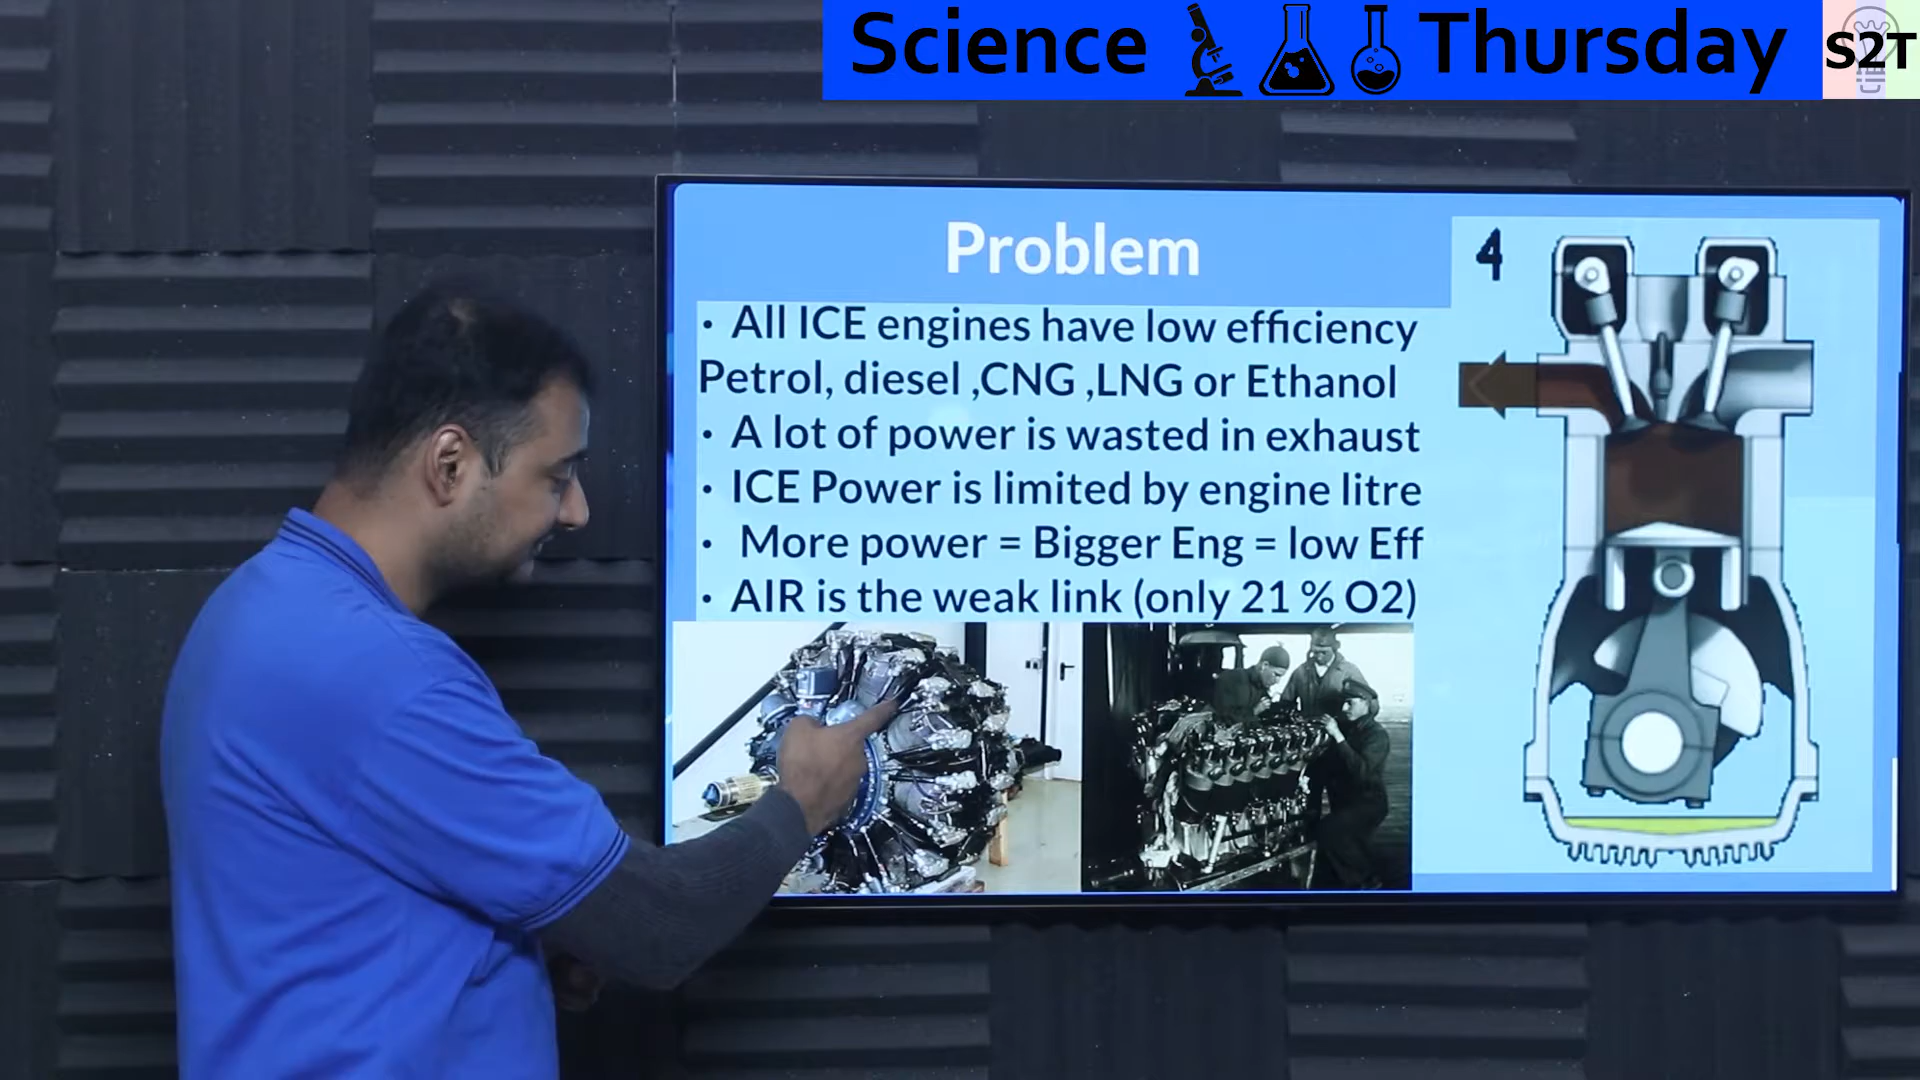 Science Thursday
S2T
Problem
4
· All ICE engines have low efficiency
Petrol, diesel ,CNG ,LNG or Ethanol
· A lot of power is wasted in exhaust
· ICE Power is limited by engine litre
· More power = Bigger Eng = low Eff
· AIR is the weak link (only 21 % O2)